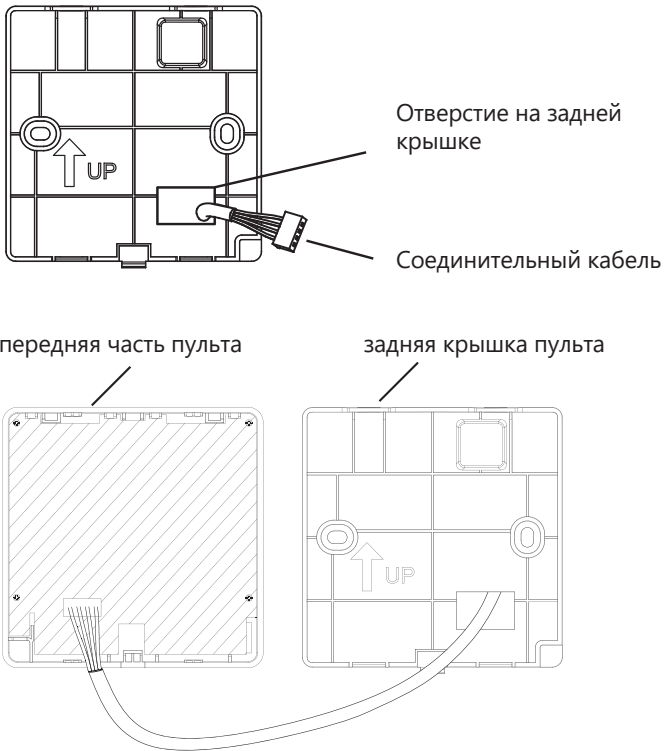 Отверстие на задней
крышке
UP
Соединительный кабель
передняя часть пульта
задняя крышка пульта
UP